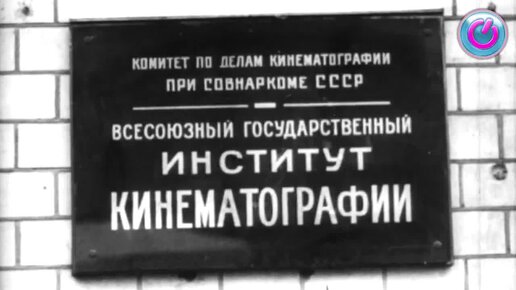 КОМИТЕТ ПО ДЕЛАМ КИНЕМАТОГРАФИИ
ПРИ СОВНАРКОМЕ СССР
ВСЕСОЮЗНЫЙ ГОСУДАРСТВЕННЫЙ
ИНСТИТУТ
КИНЕМАТОГРАФИИ